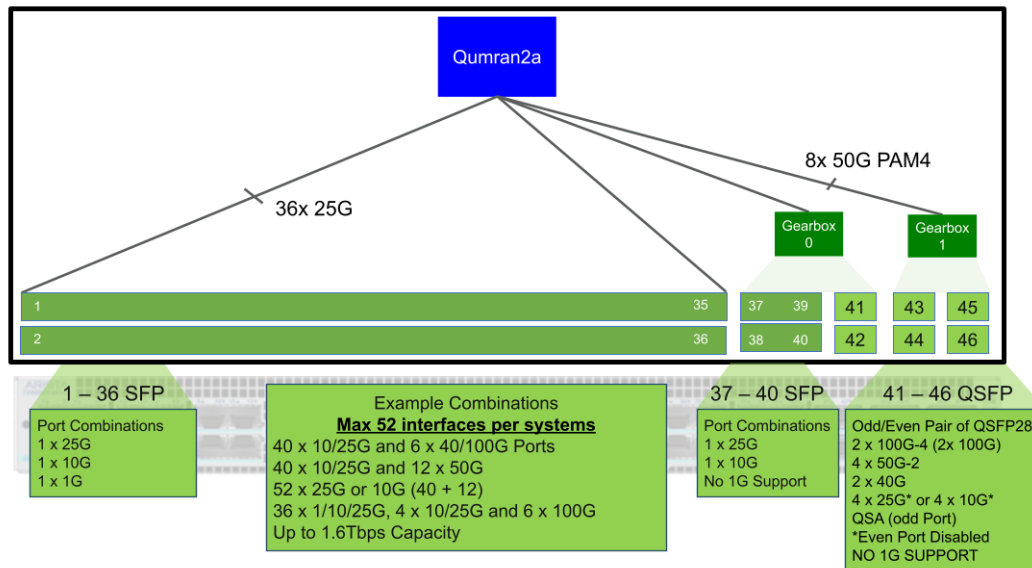 Qumran2a
8x 50G PAM4
36x 25G
Gearbox
0
Gearbox
1
1
35
37
39
41
43
45
2
36
38
40
42
44
46
1 – 36 SFP
Port Combinations
1 x 25G
1 x 10G
1 x 1G
Example Combinations
Max 52 interfaces per systems
40 x 10/25G and 6 x 40/100G Ports
40 x 10/25G and 12 x 50G
52 x 25G or 10G (40 + 12)
36 x 1/10/25G, 4 x 10/25G and 6 x 100G
Up to 1.6Tbps Capacity
37 – 40 SFP
Port Combinations
1 x 25G
1 x 10G
No 1G Support
41 – 46 QSFP
Odd/Even Pair of QSFP28
2 x 100G-4 (2x 100G)
4 x 50G-2
2 x 40G
4 x 25G* or 4 x 10G*
QSA (odd Port)
*Even Port Disabled
NO 1G SUPPORT